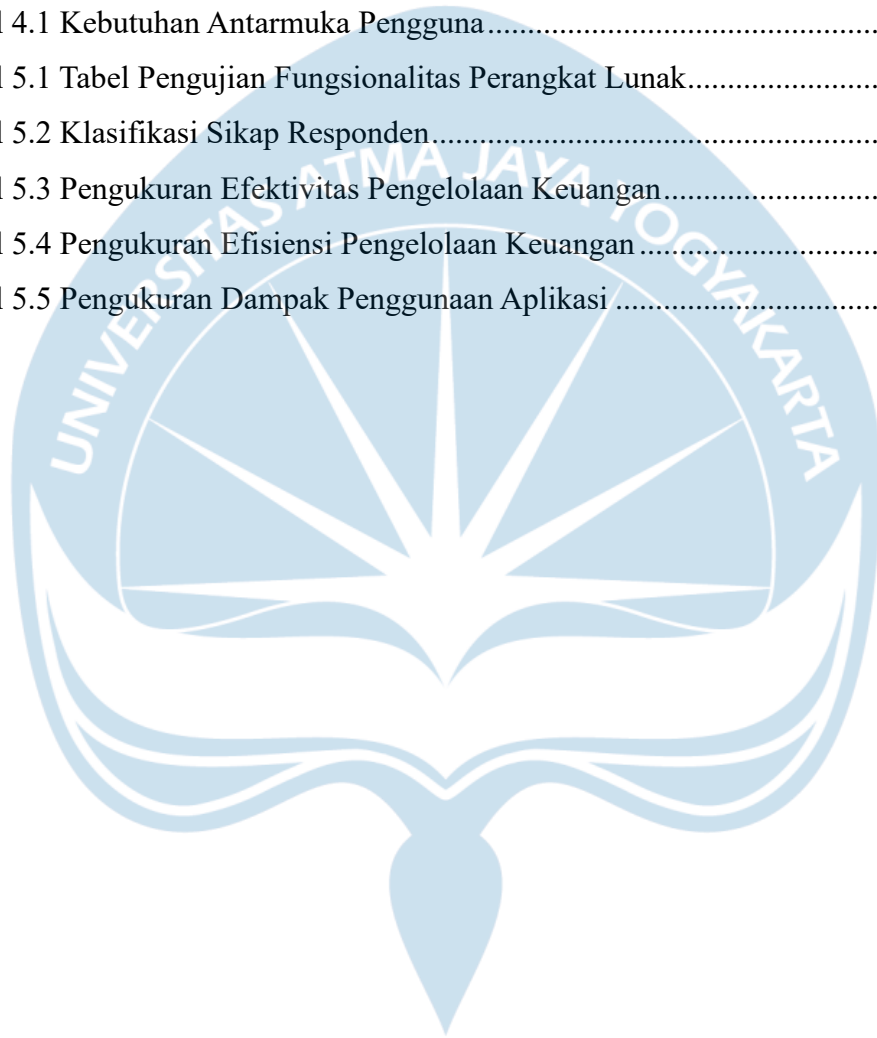 l 4.1 Kebutuhan Antarmuka Pengguna................................................
l 5.1 Tabel Pengujian Fungsionalitas Perangkat Lunak.......................
l 5.2 Klasifikasi Sikap Responden.......................................................
l 5.3 Pengukuran Efektivitas Pengelolaan Keuangan..........................
l 5.4 Pengukuran Efisiensi Pengelolaan Keuangan.............................
l 5.5 Pengukuran Dampak Penggunaan Aplikasi................................
UNIVERSITAS ATMA JAYA YOGYAKARTA